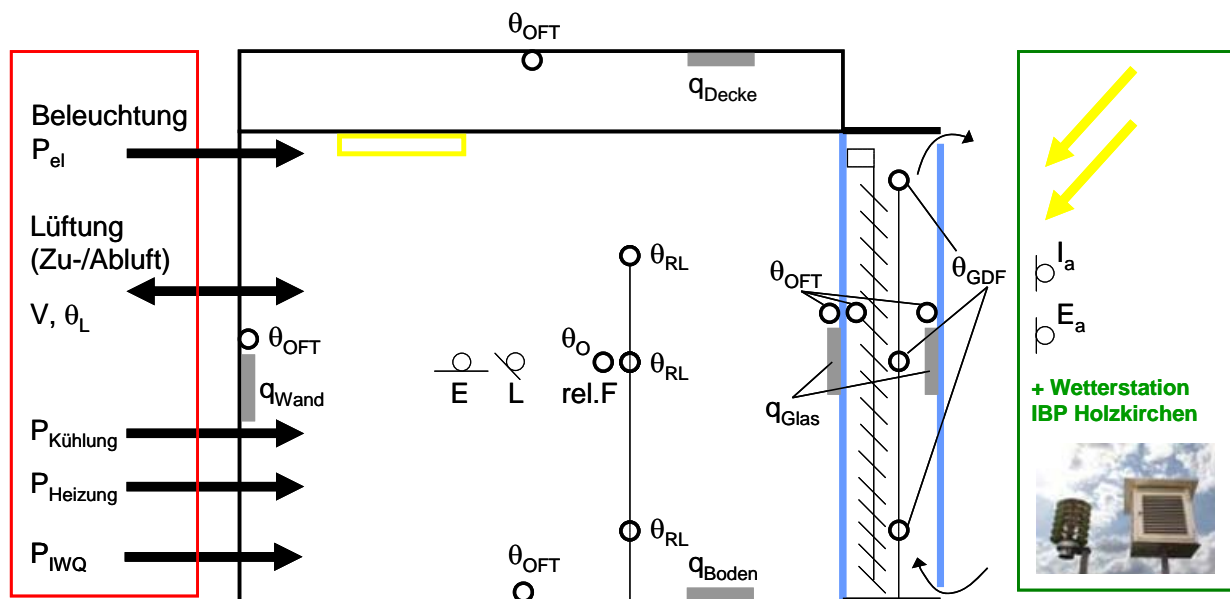 θOFT
qDecke
Beleuchtung
Pel
Lüftung
(Zu-/Abluft)
V, θL
θOFT
qWand
PKühlung
PHeizung
PIWQ
E
L
θO
rel.F
θRL
θRL
θRL
θOFT
qBoden
θOFT
qGlas
θGDF
Ia
Ea
+ Wetterstation
IBP Holzkirchen